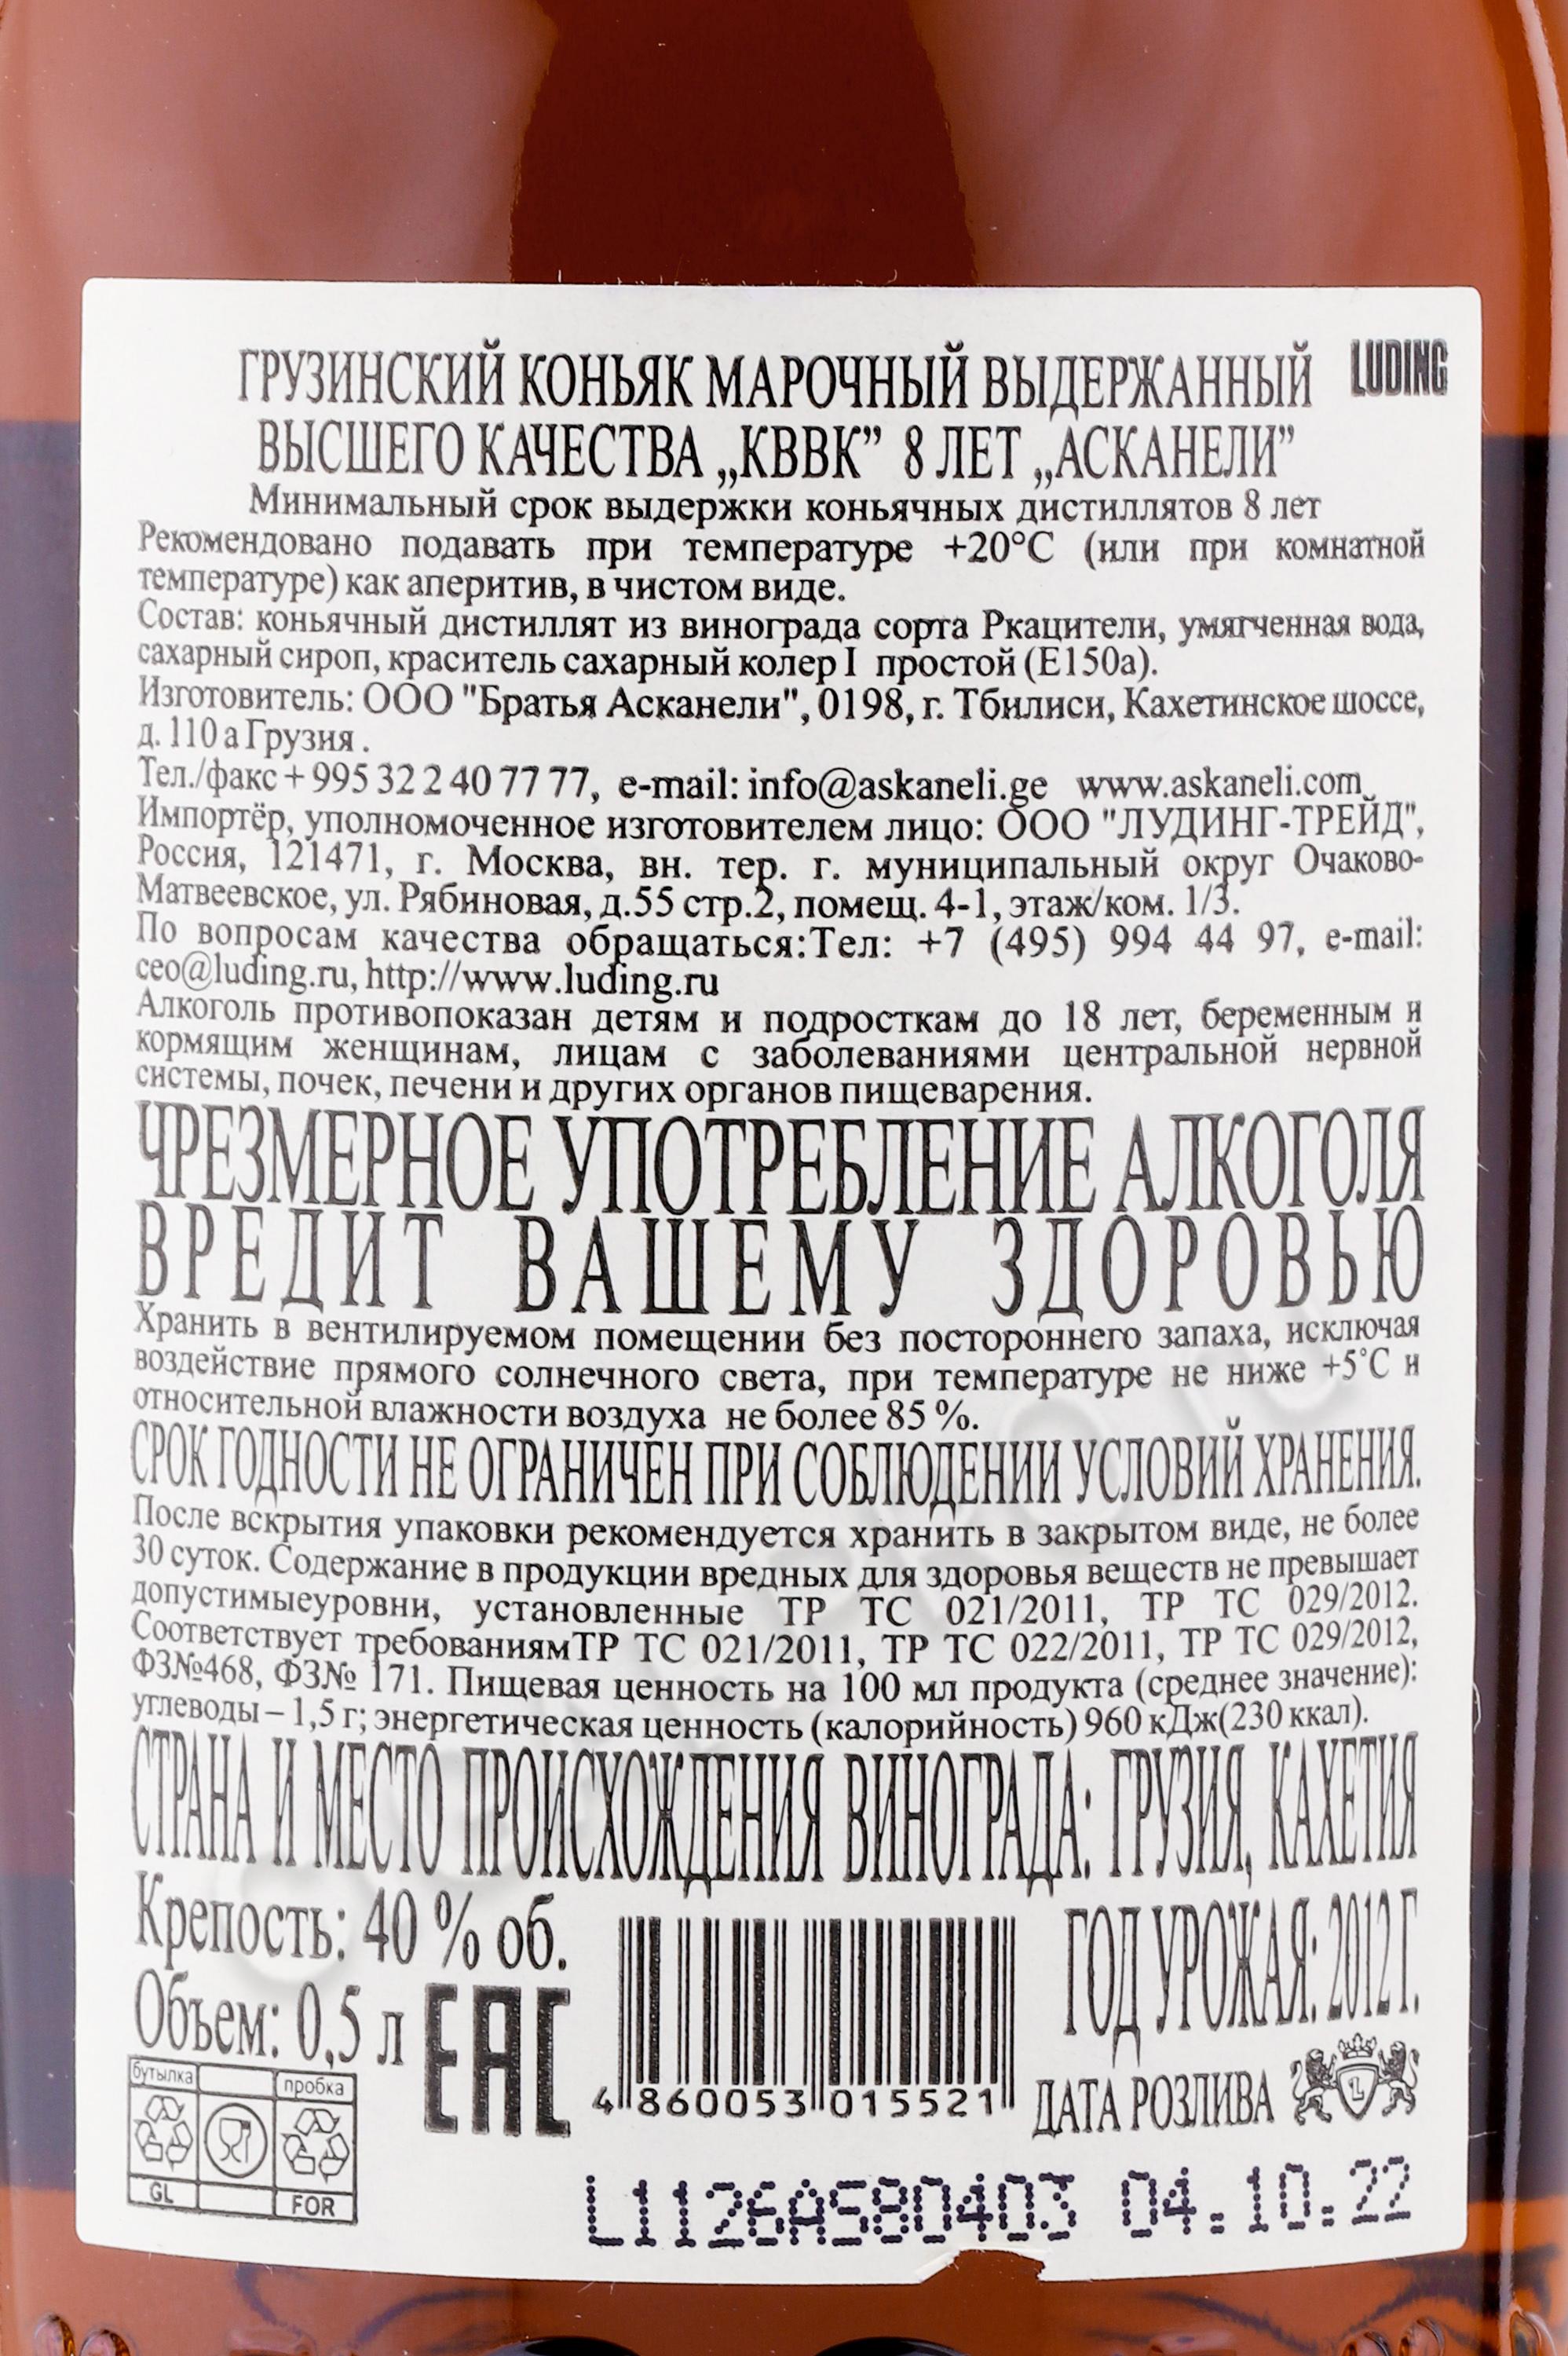 ГРУЗИНСКИЙ КОНЬЯК МАРОЧНЫЙ ВЫДЕРЖАННЫЙ LUDING
ВЫСШЕГО КАЧЕСТВА „КВВК” 8 ЛЕТ „АСКАНЕЛИ”
Минимальный срок выдержки коньячных дистиллятов 8 лет
Рекомендовано подавать при температуре +20°С (или при комнатной
температуре) как аперитив, в чистом виде.
Состав: коньячный дистиллят из винограда сорта Ркацители, умягченная вода,
сахарный сироп, краситель сахарный колер I простой (Е150а).
Изготовитель: ООО "Братья Асканели", 0198, г. Тбилиси, Кахетинское шоссе,
д. 110 а Грузия .
Тел./факс + 995 32 2 40 77 77, e-mail: info@askaneli.ge www.askaneli.com
Импортёр, уполномоченное изготовителем лицо: ООО "ЛУДИНГ-ТРЕЙД",
Россия, 121471, г. Москва, вн. тер. г. муниципальный округ Очаково-
Матвеевское, ул. Рябиновая, д.55 стр.2, помещ. 4-1, этаж/ком. 1/3.
По вопросам качества обращаться:Тел: +7 (495) 994 44 97, e-mail:
ceo@luding.ru, http://www.luding.ru
Алкоголь противопоказан детям и подросткам до 18 лет, беременным и
кормящим женщинам, лицам с заболеваниями центральной нервной
системы, почек, печени и других органов пищеварения.
ЧРЕЗМЕРНОЕ УПОТРЕБЛЕНИЕ АЛКОГОЛЯ
ВРЕДИТ ВАШЕМУ ЗДОРОВЬЮ
Хранить в вентилируемом помещении без постороннего запаха, исключая
воздействие прямого солнечного света, при температуре не ниже +5˚С и
относительной влажности воздуха не более 85 %.
СРОК ГОДНОСТИ НЕ ОГРАНИЧЕН ПРИ СОБЛЮДЕНИИ УСЛОВИЙ ХРАНЕНИЯ.
После вскрытия упаковки рекомендуется хранить в закрытом виде, не более
30 суток. Содержание в продукции вредных для здоровья веществ не превышает
допустимыеуровни, установленные ТР ТС 021/2011, ТР ТС 029/2012.
Соответствует требованиямТР ТС 021/2011, ТР ТС 022/2011, ТР ТС 029/2012,
ФЗ№468, ФЗ№ 171. Пищевая ценность на 100 мл продукта (среднее значение):
углеводы – 1,5 г; энергетическая ценность (калорийность) 960 кДж(230 ккал).
СТРАНА И МЕСТО ПРОИСХОЖДЕНИЯ ВИНОГРАДА: ГРУЗИЯ, КАХЕТИЯ
Крепость: 40 % об.
Объем: 0,5 л
ЕАС
4 860053 015521
ГОД УРОЖАЯ: 2012 Г.
ДАТА РОЗЛИВА
L
бутылка пробка
GL FOR
L1126A580403 04.10.22